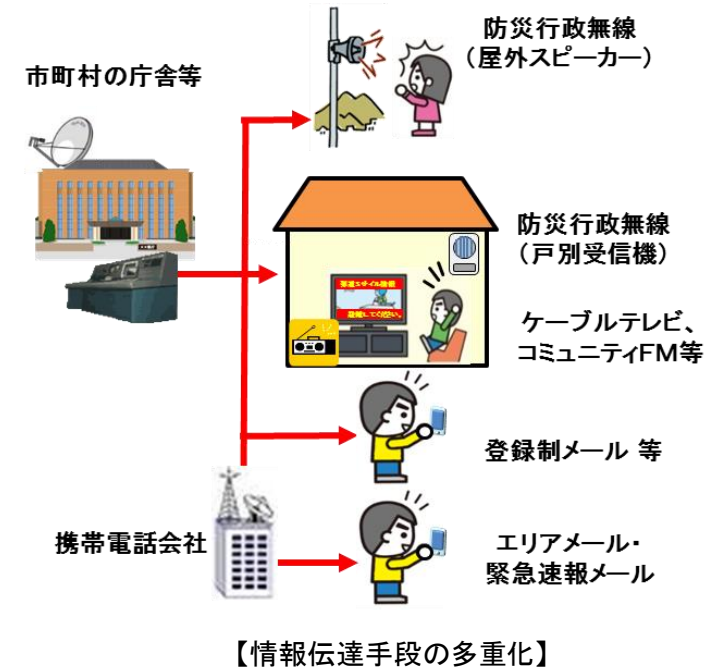 防災行政無線
(屋外スピーカー)
市町村の庁舎等
防災行政無線
(戸別受信機)
ケーブルテレビ、
コミュニティFM等
登録制メール 等
携帯電話会社
エリアメール・
緊急速報メール
【情報伝達手段の多重化】